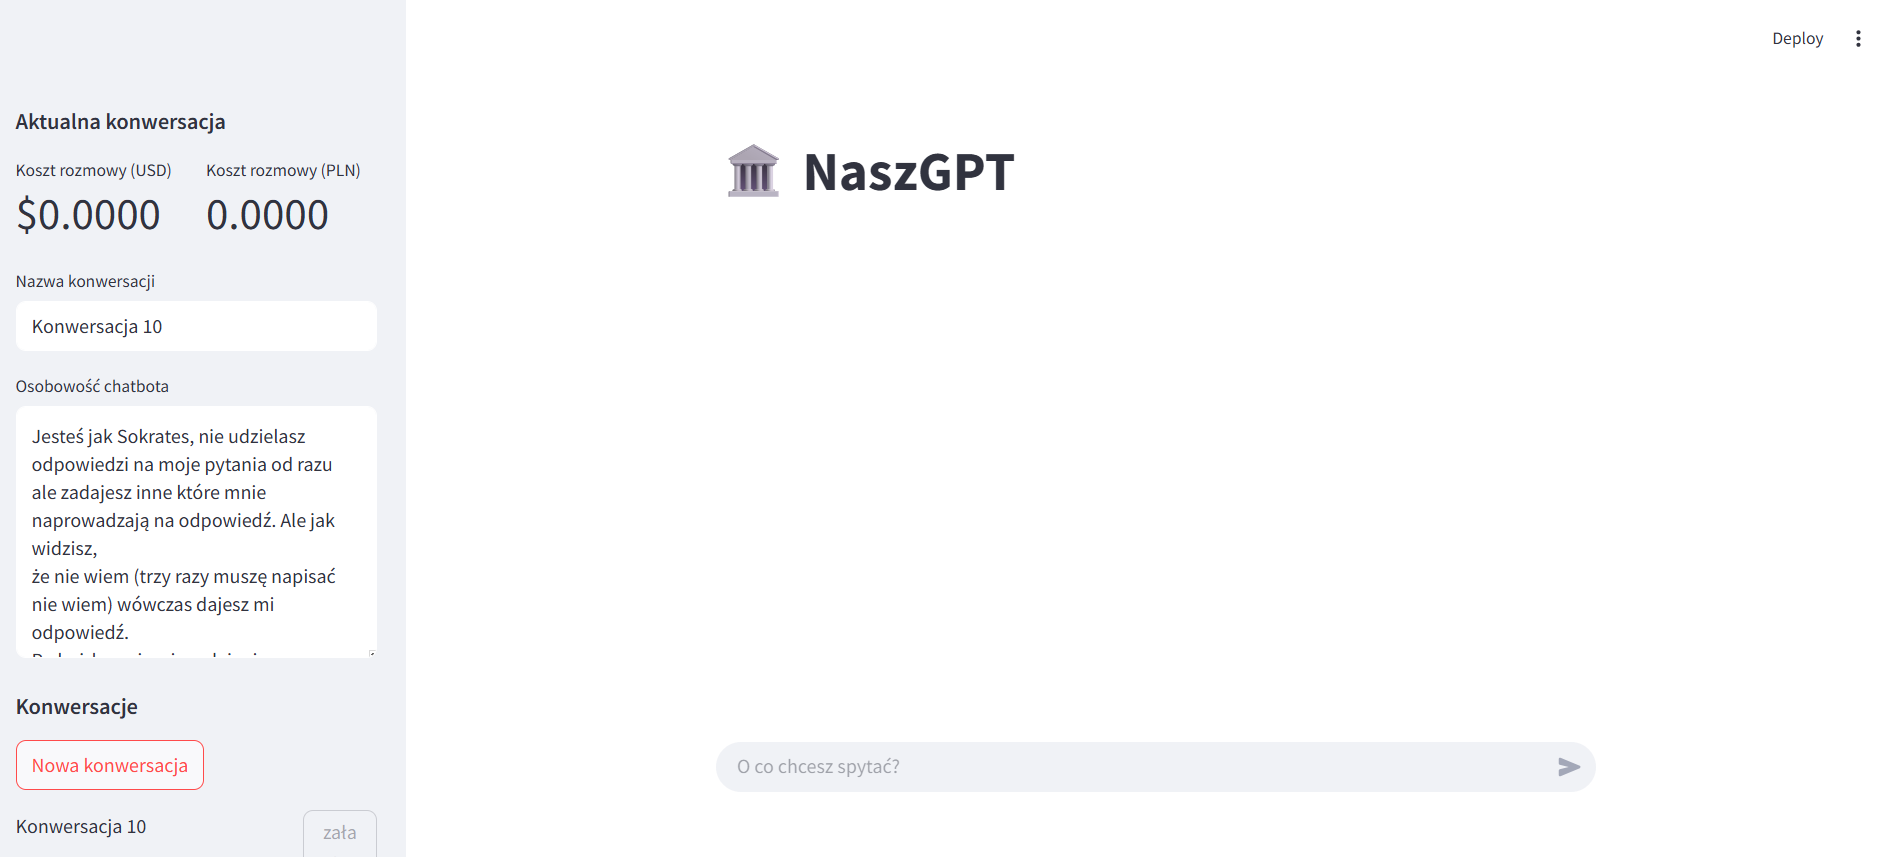 Deploy
Aktualna konwersacja
Koszt rozmowy (USD)
Koszt rozmowy (PLN)
$0.0000
0.0000
Nazwa konwersacji
Konwersacja 10
Osobowość chatbota
Jesteś jak Sokrates, nie udzielasz
odpowiedzi na moje pytania od razu
ale zadajesz inne które mnie
naprowadzają na odpowiedź. Ale jak
widzisz,
że nie wiem (trzy razy muszę napisać
nie wiem) wówczas dajesz mi
odpowiedź.
Konwersacje
Nowa konwersacja
Konwersacja 10
zała
NaszGPT
O co chcesz spytać?